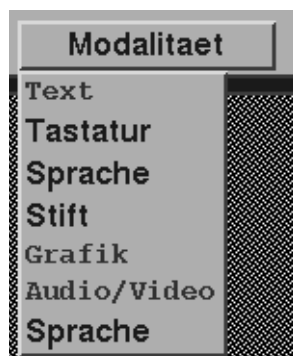 Modalitaet
Text
Tastatur
Sprache
Stift
Grafik
Audio/Video
Sprache